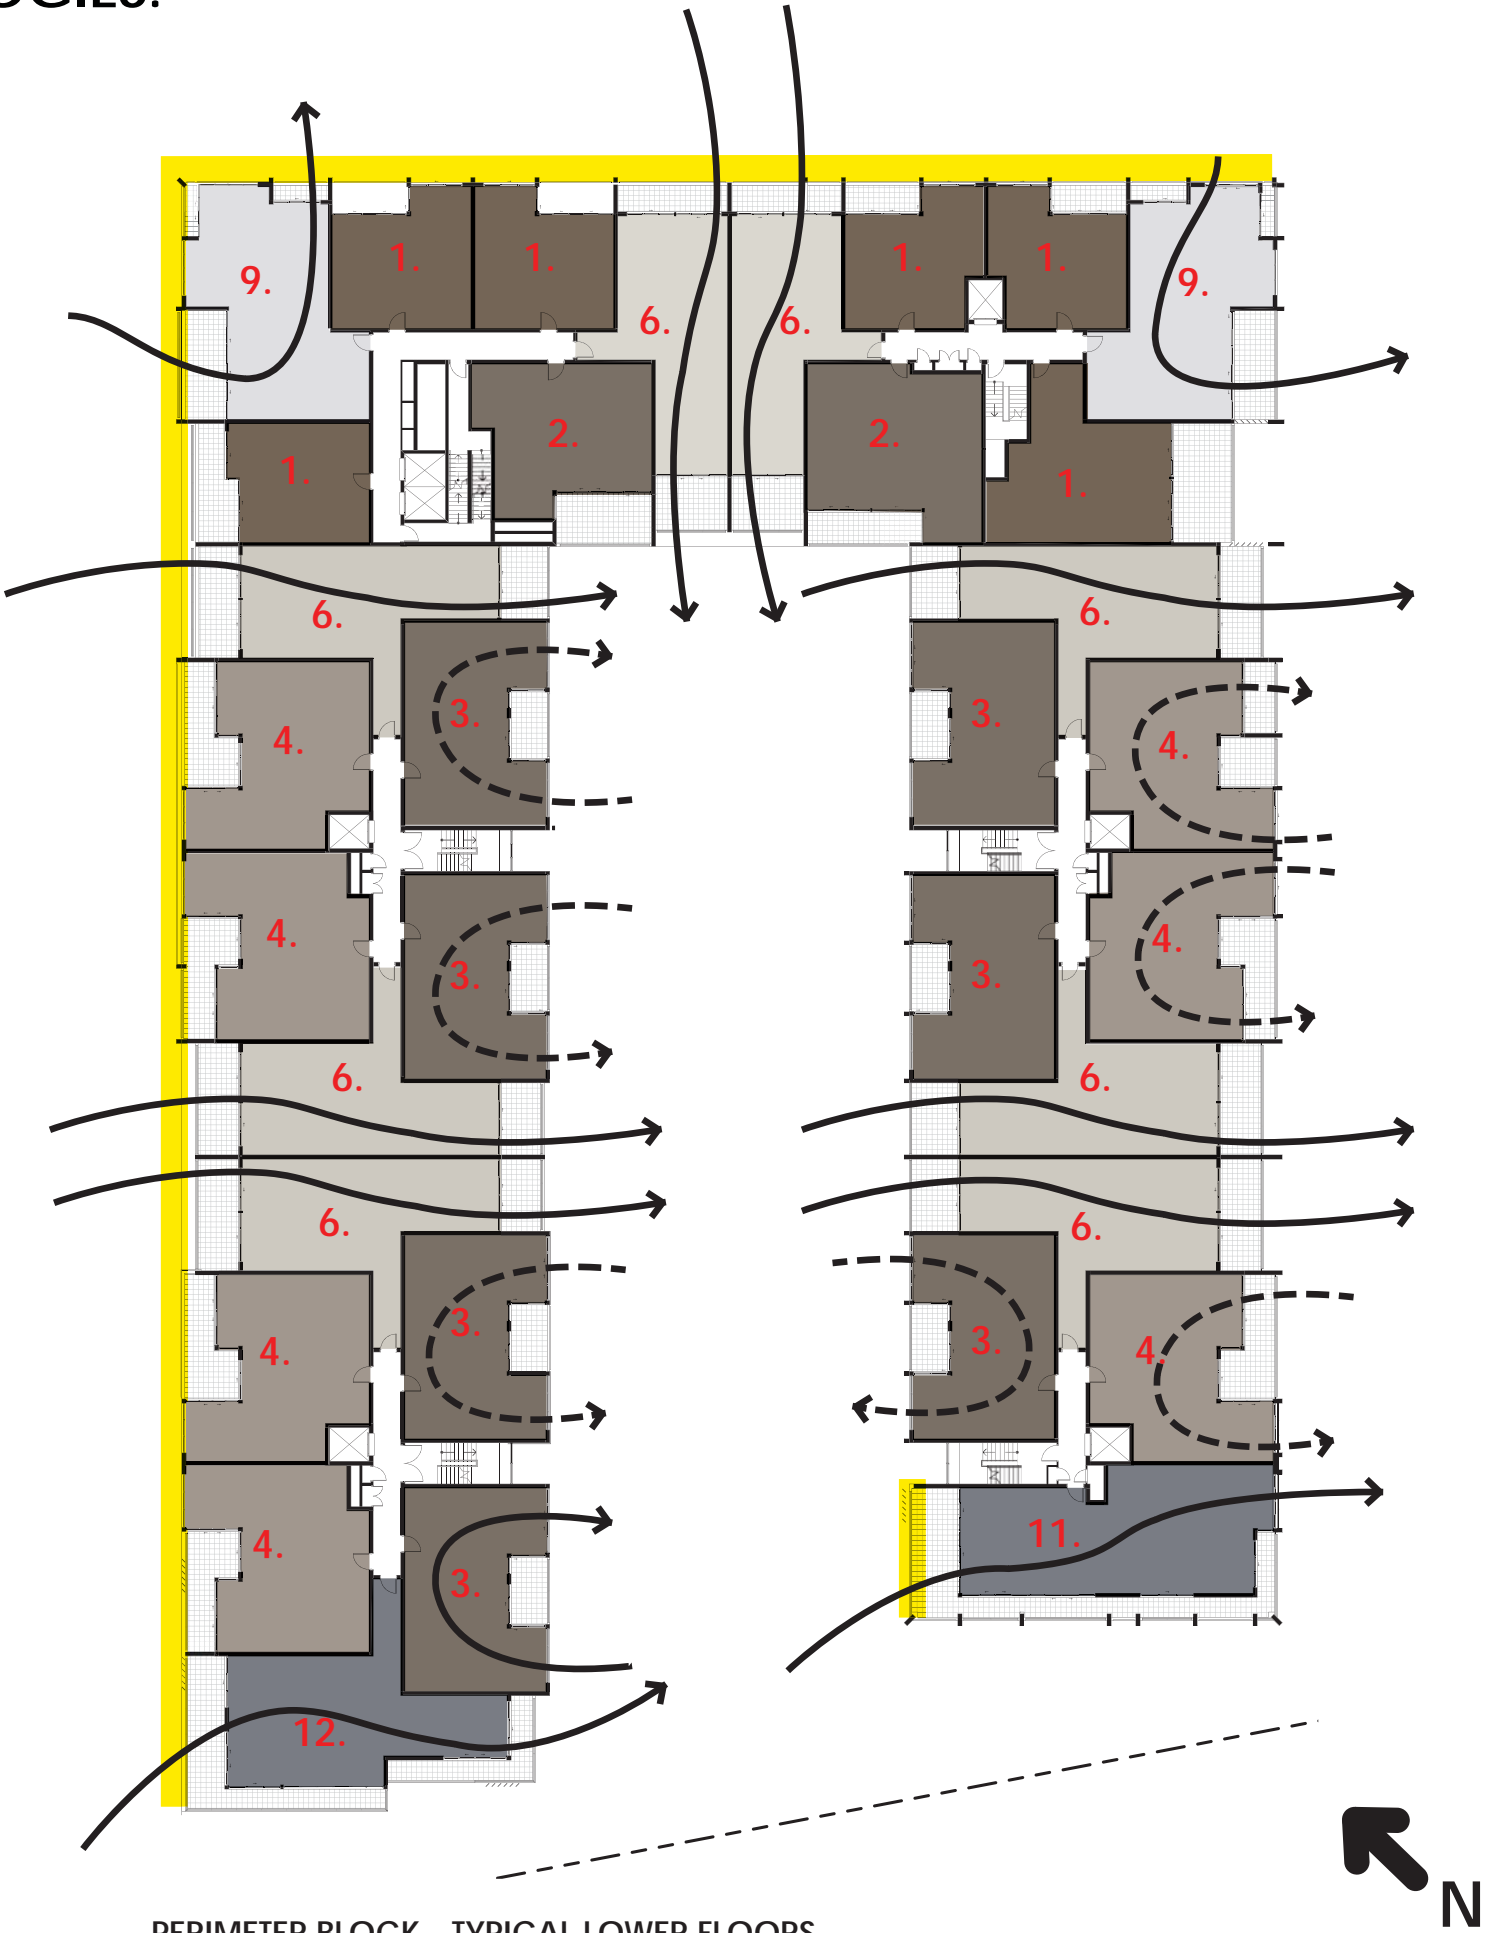 9. 1. 1. 6. 6. 1. 1. 9.
1. 2. 2. 1.
6. 6.
4. 3. 3. 4.
4. 3. 3. 4.
6. 6.
6. 6.
4. 3. 3. 4.
4. 3. 11.
12.
N
PERIMETER BLOCK - TYPICAL LOWER FLOORS